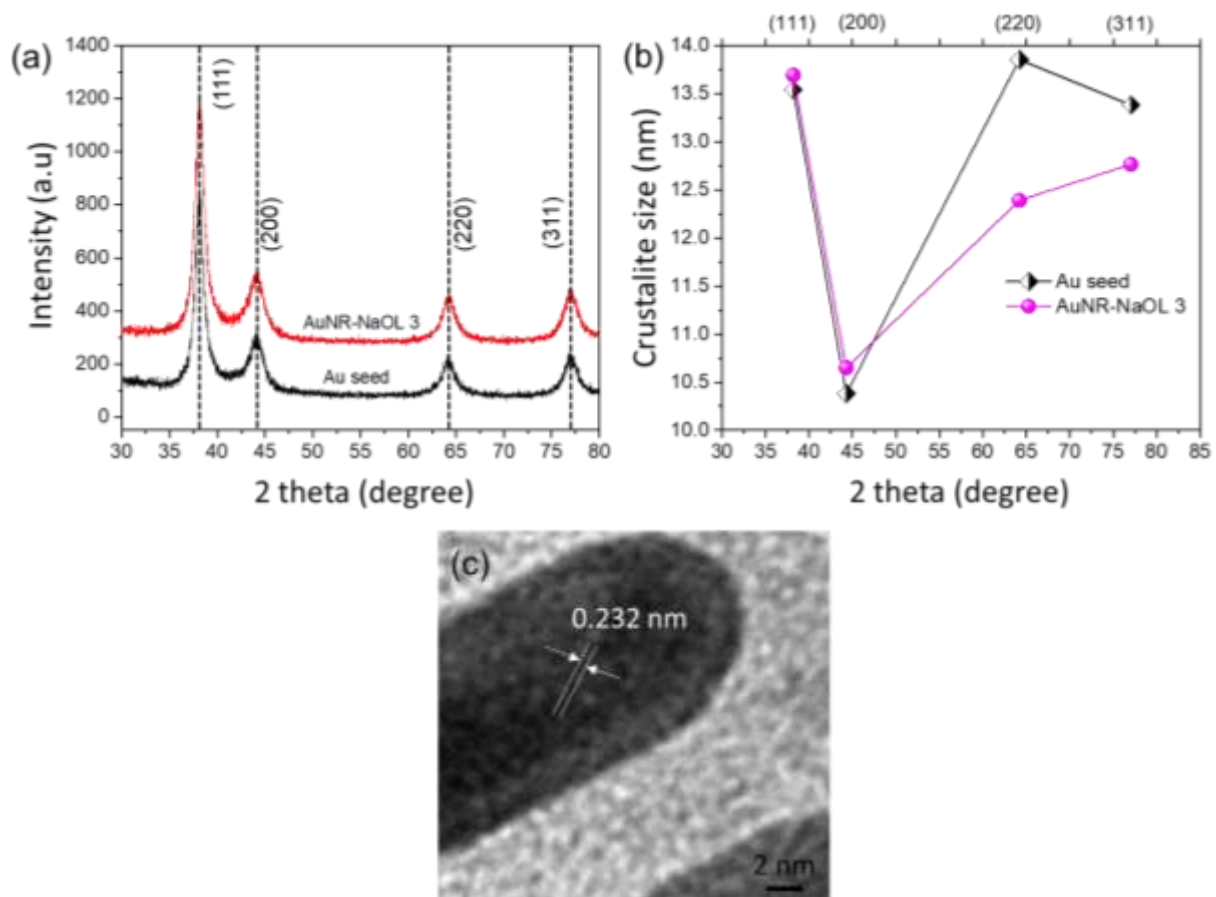 (a)
1400
1200
1000
800
600
400
200
0
Intensity (a.u)
(111)
(200)
(220)
(311)
AuNR-NaOL 3
Au seed
30 35 40 45 50 55 60 65 70 75 80
2 theta (degree)
(b)
(111) (200) (220) (311)
14.0
13.5
13.0
12.5
12.0
11.5
11.0
10.5
10.0
Crustalite size (nm)
Au seed
AuNR-NaOL 3
30 35 40 45 50 55 60 65 70 75 80 85
2 theta (degree)
(c)
0.232 nm
2 nm